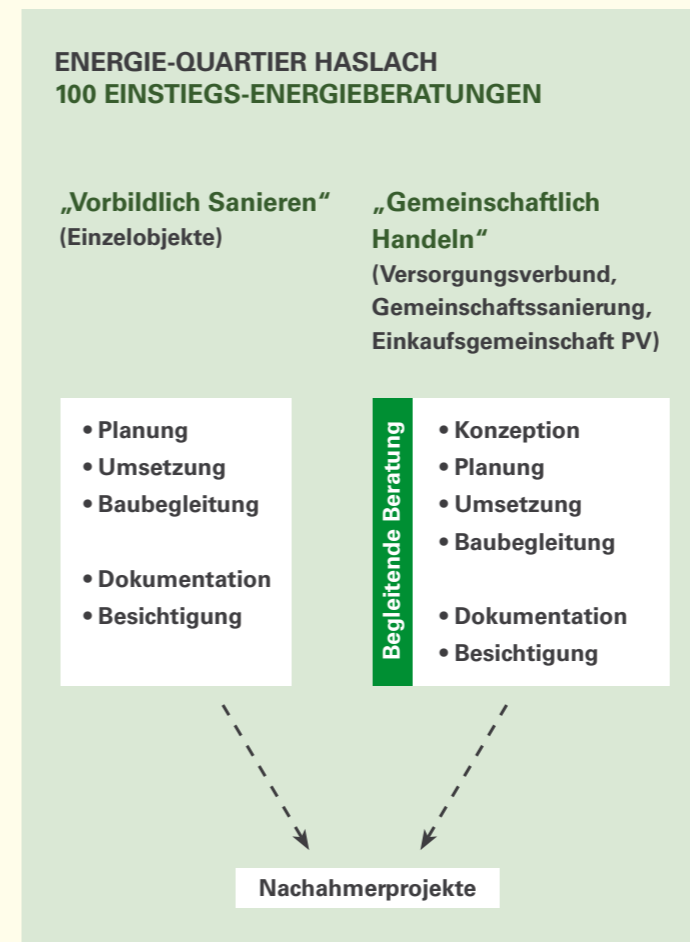 ENERGIE-QUARTIER HASLACH
100 EINSTIEGS-ENERGIEBERATUNGEN
„Vorbildlich Sanieren“
(Einzelobjekte)
• Planung
• Umsetzung
• Baubegleitung
• Dokumentation
• Besichtigung
„Gemeinschaftlich
Handeln“
(Versorgungsverbund,
Gemeinschaftssanierung,
Einkaufsgemeinschaft PV)
Begleitende Beratung
• Konzeption
• Planung
• Umsetzung
• Baubegleitung
• Dokumentation
• Besichtigung
Nachahmerprojekte